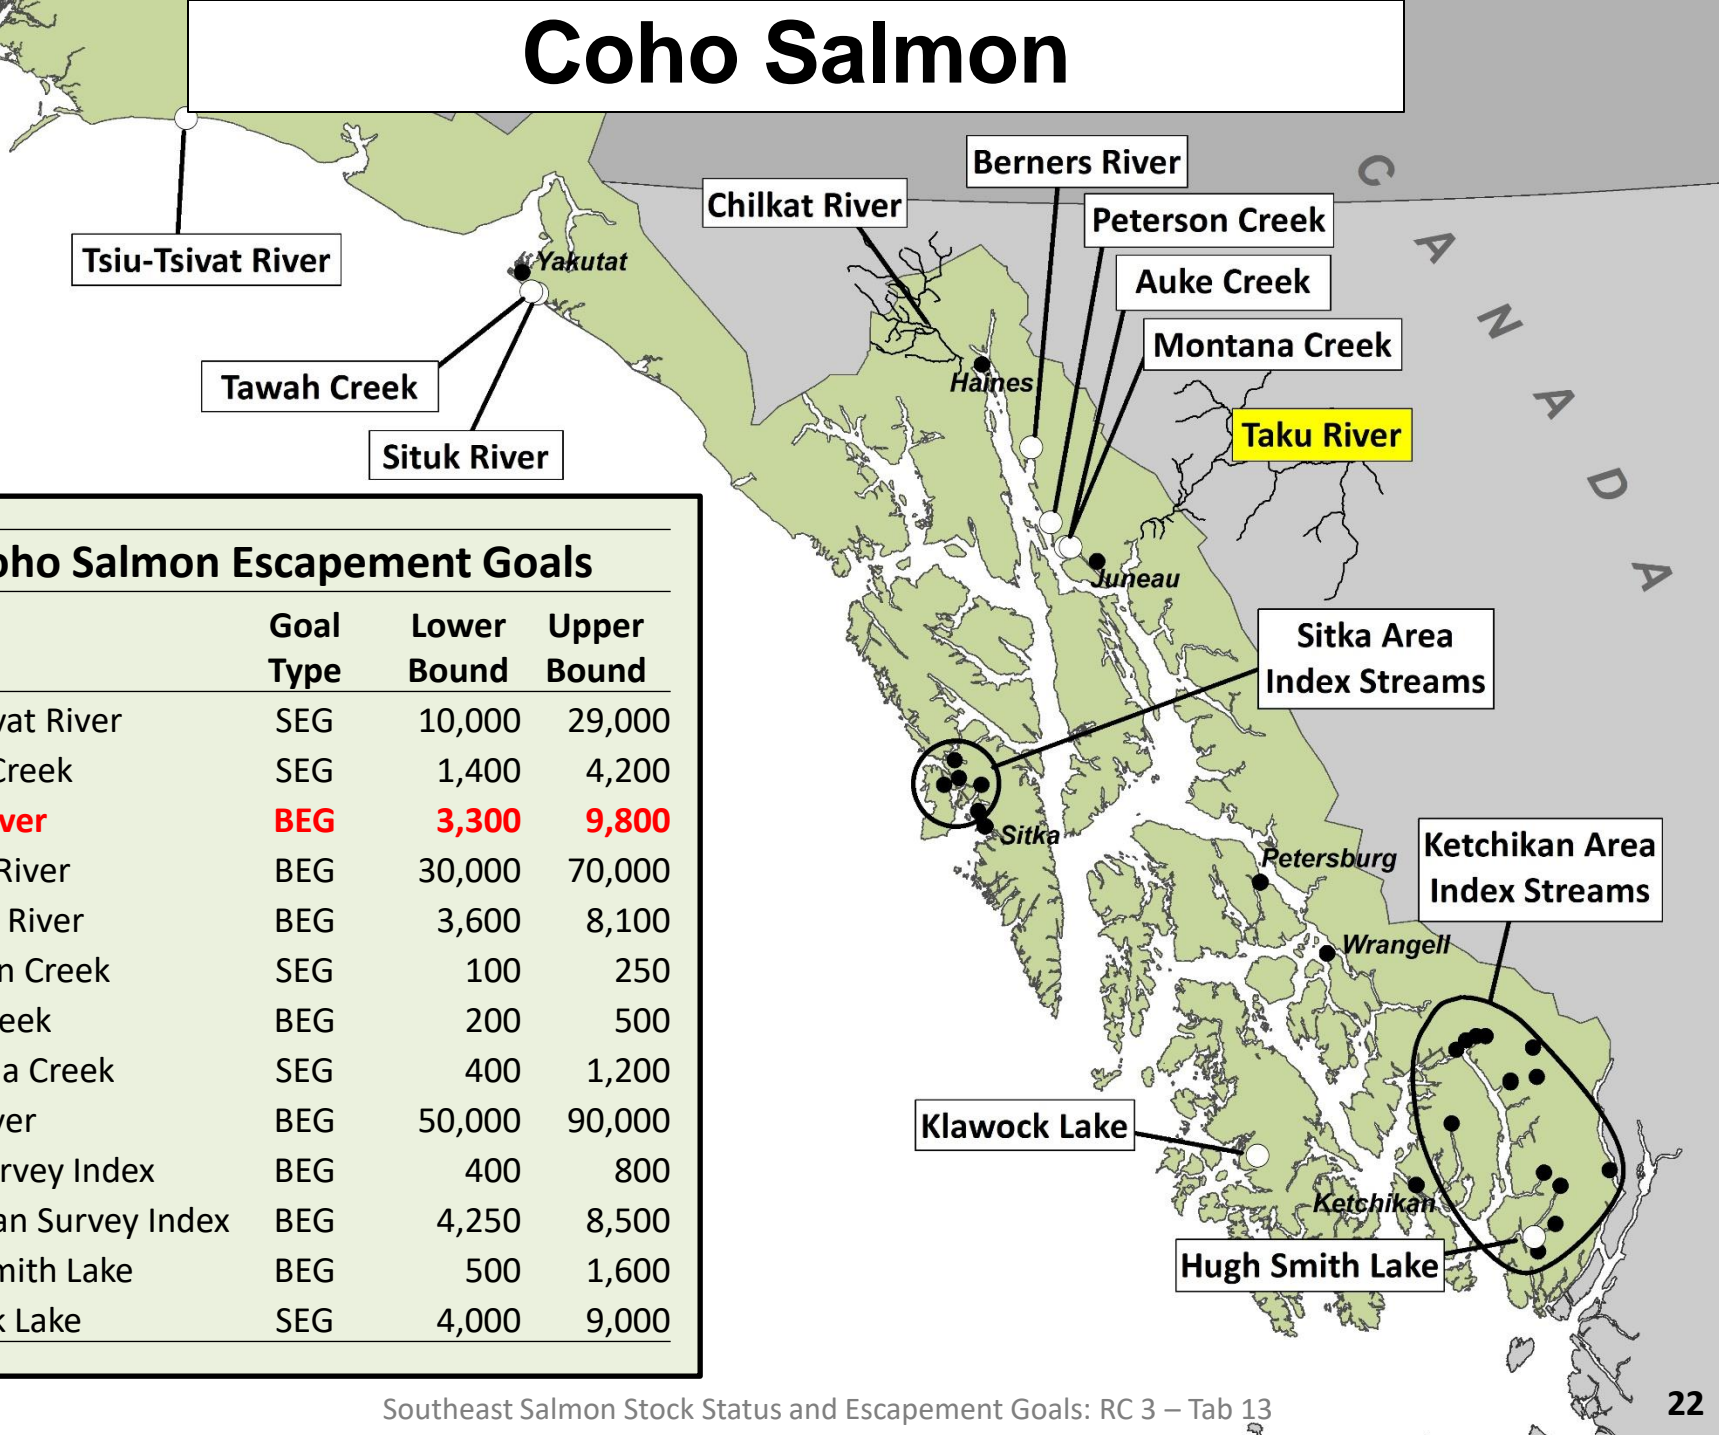 Coho Salmon
Berners River
Chilkat River
Peterson Creek
Tsiu-Tsivat River
Yakutat
Auke Creek
Montana Creek
Tawah Creek
Haines
Taku River
Situk River
CANADA
Juneau
Sitka Area
Index Streams
Sitka
Petersburg
Ketchikan Area
Index Streams
Wrangell
Klawock Lake
Ketchikan
Hugh Smith Lake
oho Salmon Escapement Goals
Goal Lower Upper
Type Bound Bound
vat River SEG 10,000 29,000
Creek SEG 1,400 4,200
ver BEG 3,300 9,800
River BEG 30,000 70,000
River BEG 3,600 8,100
n Creek SEG 100 250
eek BEG 200 500
a Creek SEG 400 1,200
ver BEG 50,000 90,000
rvey Index BEG 400 800
an Survey Index BEG 4,250 8,500
mith Lake BEG 500 1,600
k Lake SEG 4,000 9,000
Southeast Salmon Stock Status and Escapement Goals: RC 3 – Tab 13
22